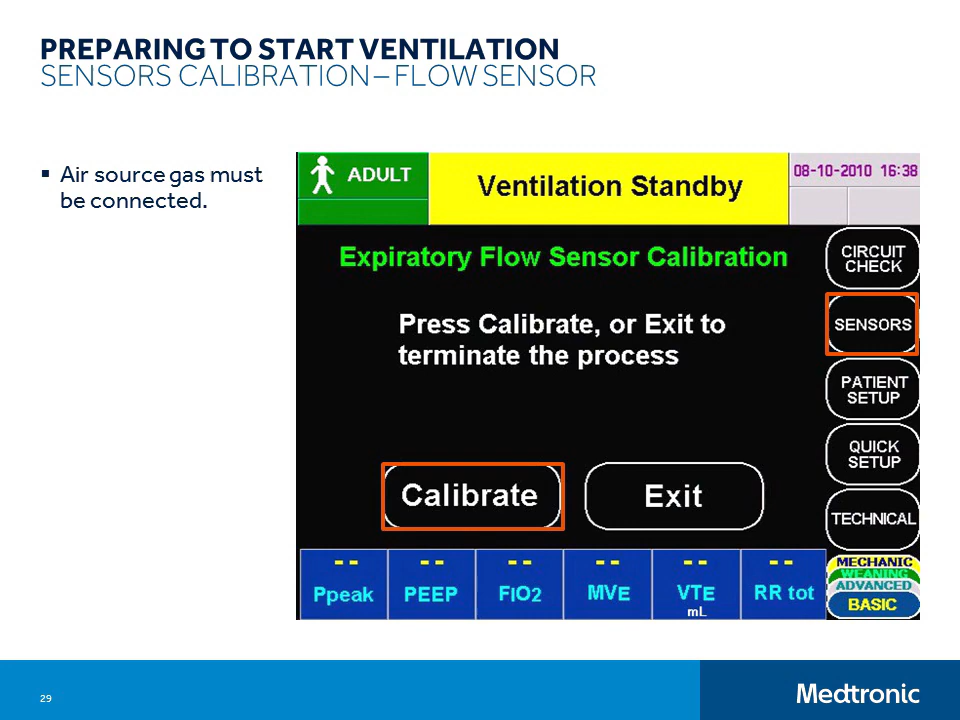 PREPARING TO START VENTILATION
SENSORS CALIBRATION – FLOW SENSOR
▪ Air source gas must
be connected.
ADULT
Ventilation Standby
08-10-2010 16:38
Expiratory Flow Sensor Calibration
Press Calibrate, or Exit to
terminate the process
Calibrate
Exit
CIRCUIT
CHECK
SENSORS
PATIENT
SETUP
QUICK
SETUP
TECHNICAL
MECHANIC
WEANING
ADVANCED
BASIC
-- -- -- -- -- --
Ppeak PEEP FIO2 MVE VTE RR tot
mL
29
Medtronic